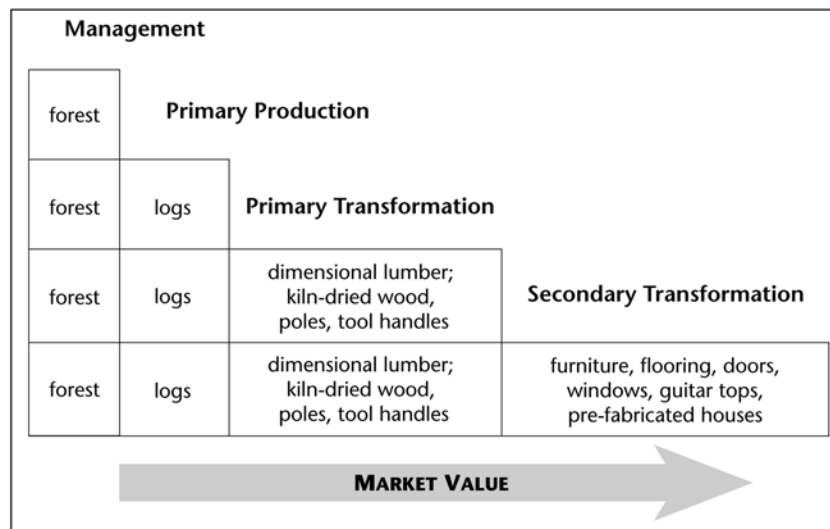 Management
forest
Primary Production
forest
logs
Primary Transformation
forest
logs
dimensional lumber;
kiln-dried wood,
poles, tool handles
Secondary Transformation
forest
logs
dimensional lumber;
kiln-dried wood,
poles, tool handles
furniture, flooring, doors,
windows, guitar tops,
pre-fabricated houses
MARKET VALUE